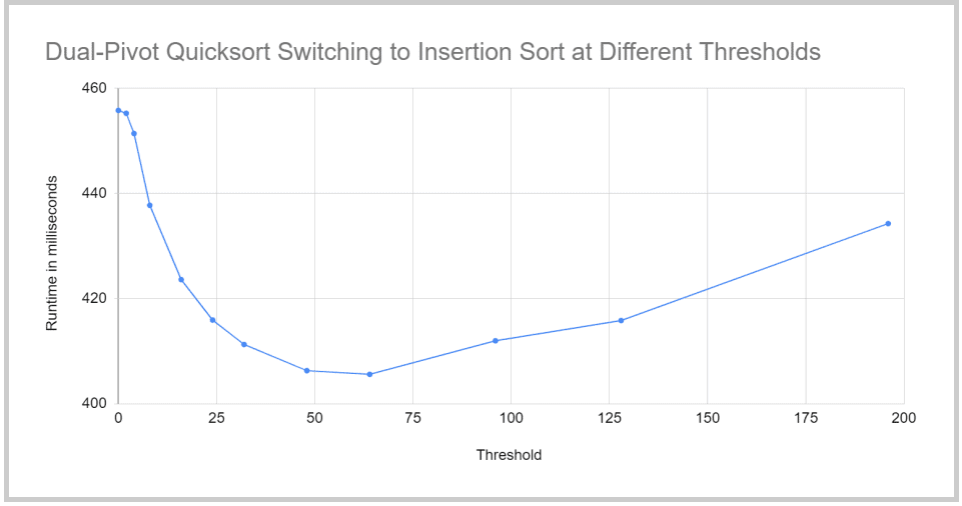 Dual-Pivot Quicksort Switching to Insertion Sort at Different Thresholds
460
440
420
400
Runtime in milliseconds
0 25 50 75 100 125 150 175 200
Threshold